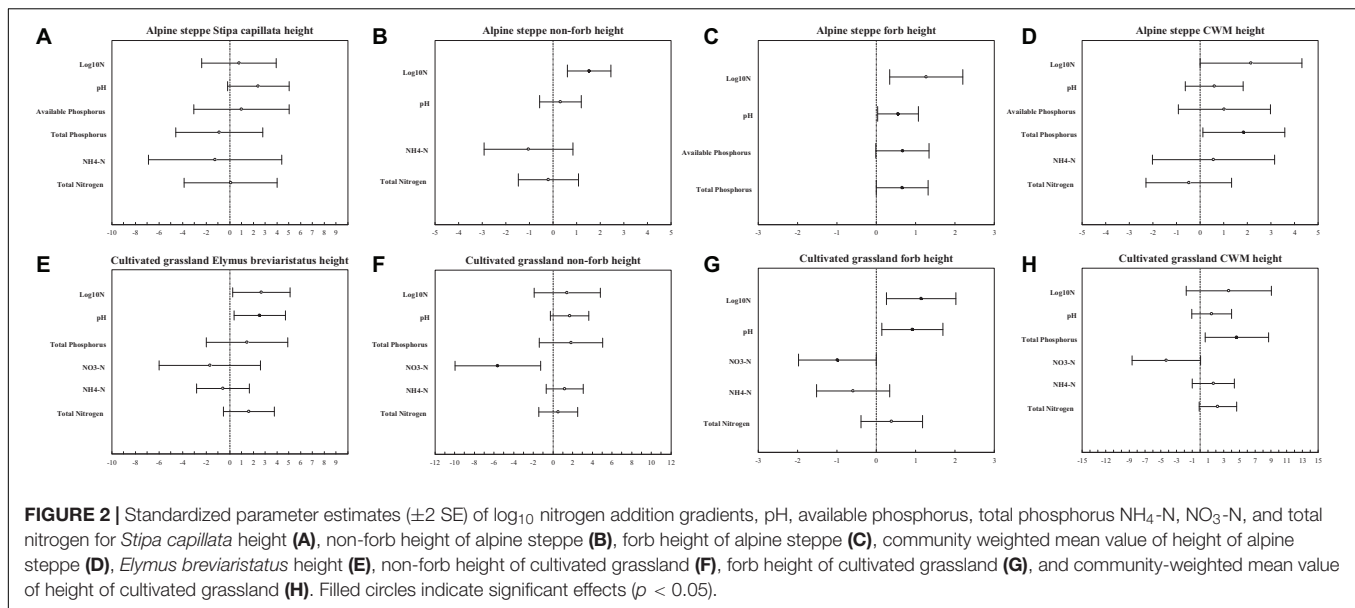 A
Alpine steppe Stipa capillata height
Log10N
pH
Available Phosphorus
Total Phosphorus
NH4-N
Total Nitrogen
-10 -9 -8 -6 -4 -2 0 1 2 3 4 5 6 7 9
B
Alpine steppe non-forb height
Log10N
pH
NH4-N
Total Nitrogen
-5 -4 -3 -2 -1 0 1 2 3 4 5
C
Alpine steppe forb height
Log10N
pH
Available Phosphorus
Total Phosphorus
-3 -2 -1 0 1 2 3
D
Alpine steppe CWM height
Log10N
pH
Available Phosphorus
Total Phosphorus
NH4-N
Total Nitrogen
-5 -4 -3 -2 -1 0 1 2 3 4 5
E
Cultivated grassland Elymus breviaristatus height
Log10N
pH
Total Phosphorus
NO3-N
NH4-N
Total Nitrogen
-10 -8 -6 -4 -2 0 1 2 3 4 5 6 7 9
F
Cultivated grassland non-forb height
Log10N
pH
Total Phosphorus
NO3-N
NH4-N
Total Nitrogen
-12 -10 -8 -6 -4 -2 0 2 4 6 8 10 12
G
Cultivated grassland forb height
Log10N
pH
NO3-N
NH4-N
Total Nitrogen
-3 -2 -1 0 1 2 3
H
Cultivated grassland CWM height
Log10N
pH
Total Phosphorus
NO3-N
NH4-N
Total Nitrogen
-15 -13 -11 -9 -7 -5 -3 -1 1 3 5 7 9 11 13 15
FIGURE 2 | Standardized parameter estimates (±2 SE) of log₁₀ nitrogen addition gradients, pH, available phosphorus, total phosphorus NH₄-N, NO₃-N, and total
nitrogen for Stipa capillata height (A), non-forb height of alpine steppe (B), forb height of alpine steppe (C), community weighted mean value of height of alpine
steppe (D), Elymus breviaristatus height (E), non-forb height of cultivated grassland (F), forb height of cultivated grassland (G), and community-weighted mean value
of height of cultivated grassland (H). Filled circles indicate significant effects (p < 0.05).